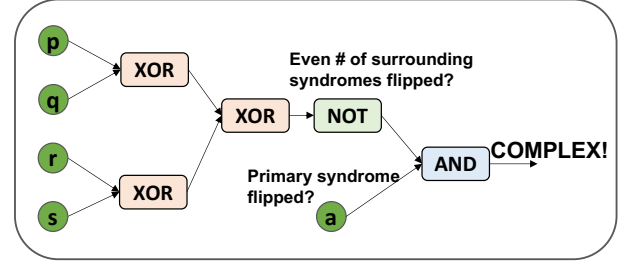 p
XOR
q
Even # of surrounding
syndromes flipped?
XOR
NOT
r
XOR
s
Primary syndrome
flipped?
a
AND
COMPLEX!